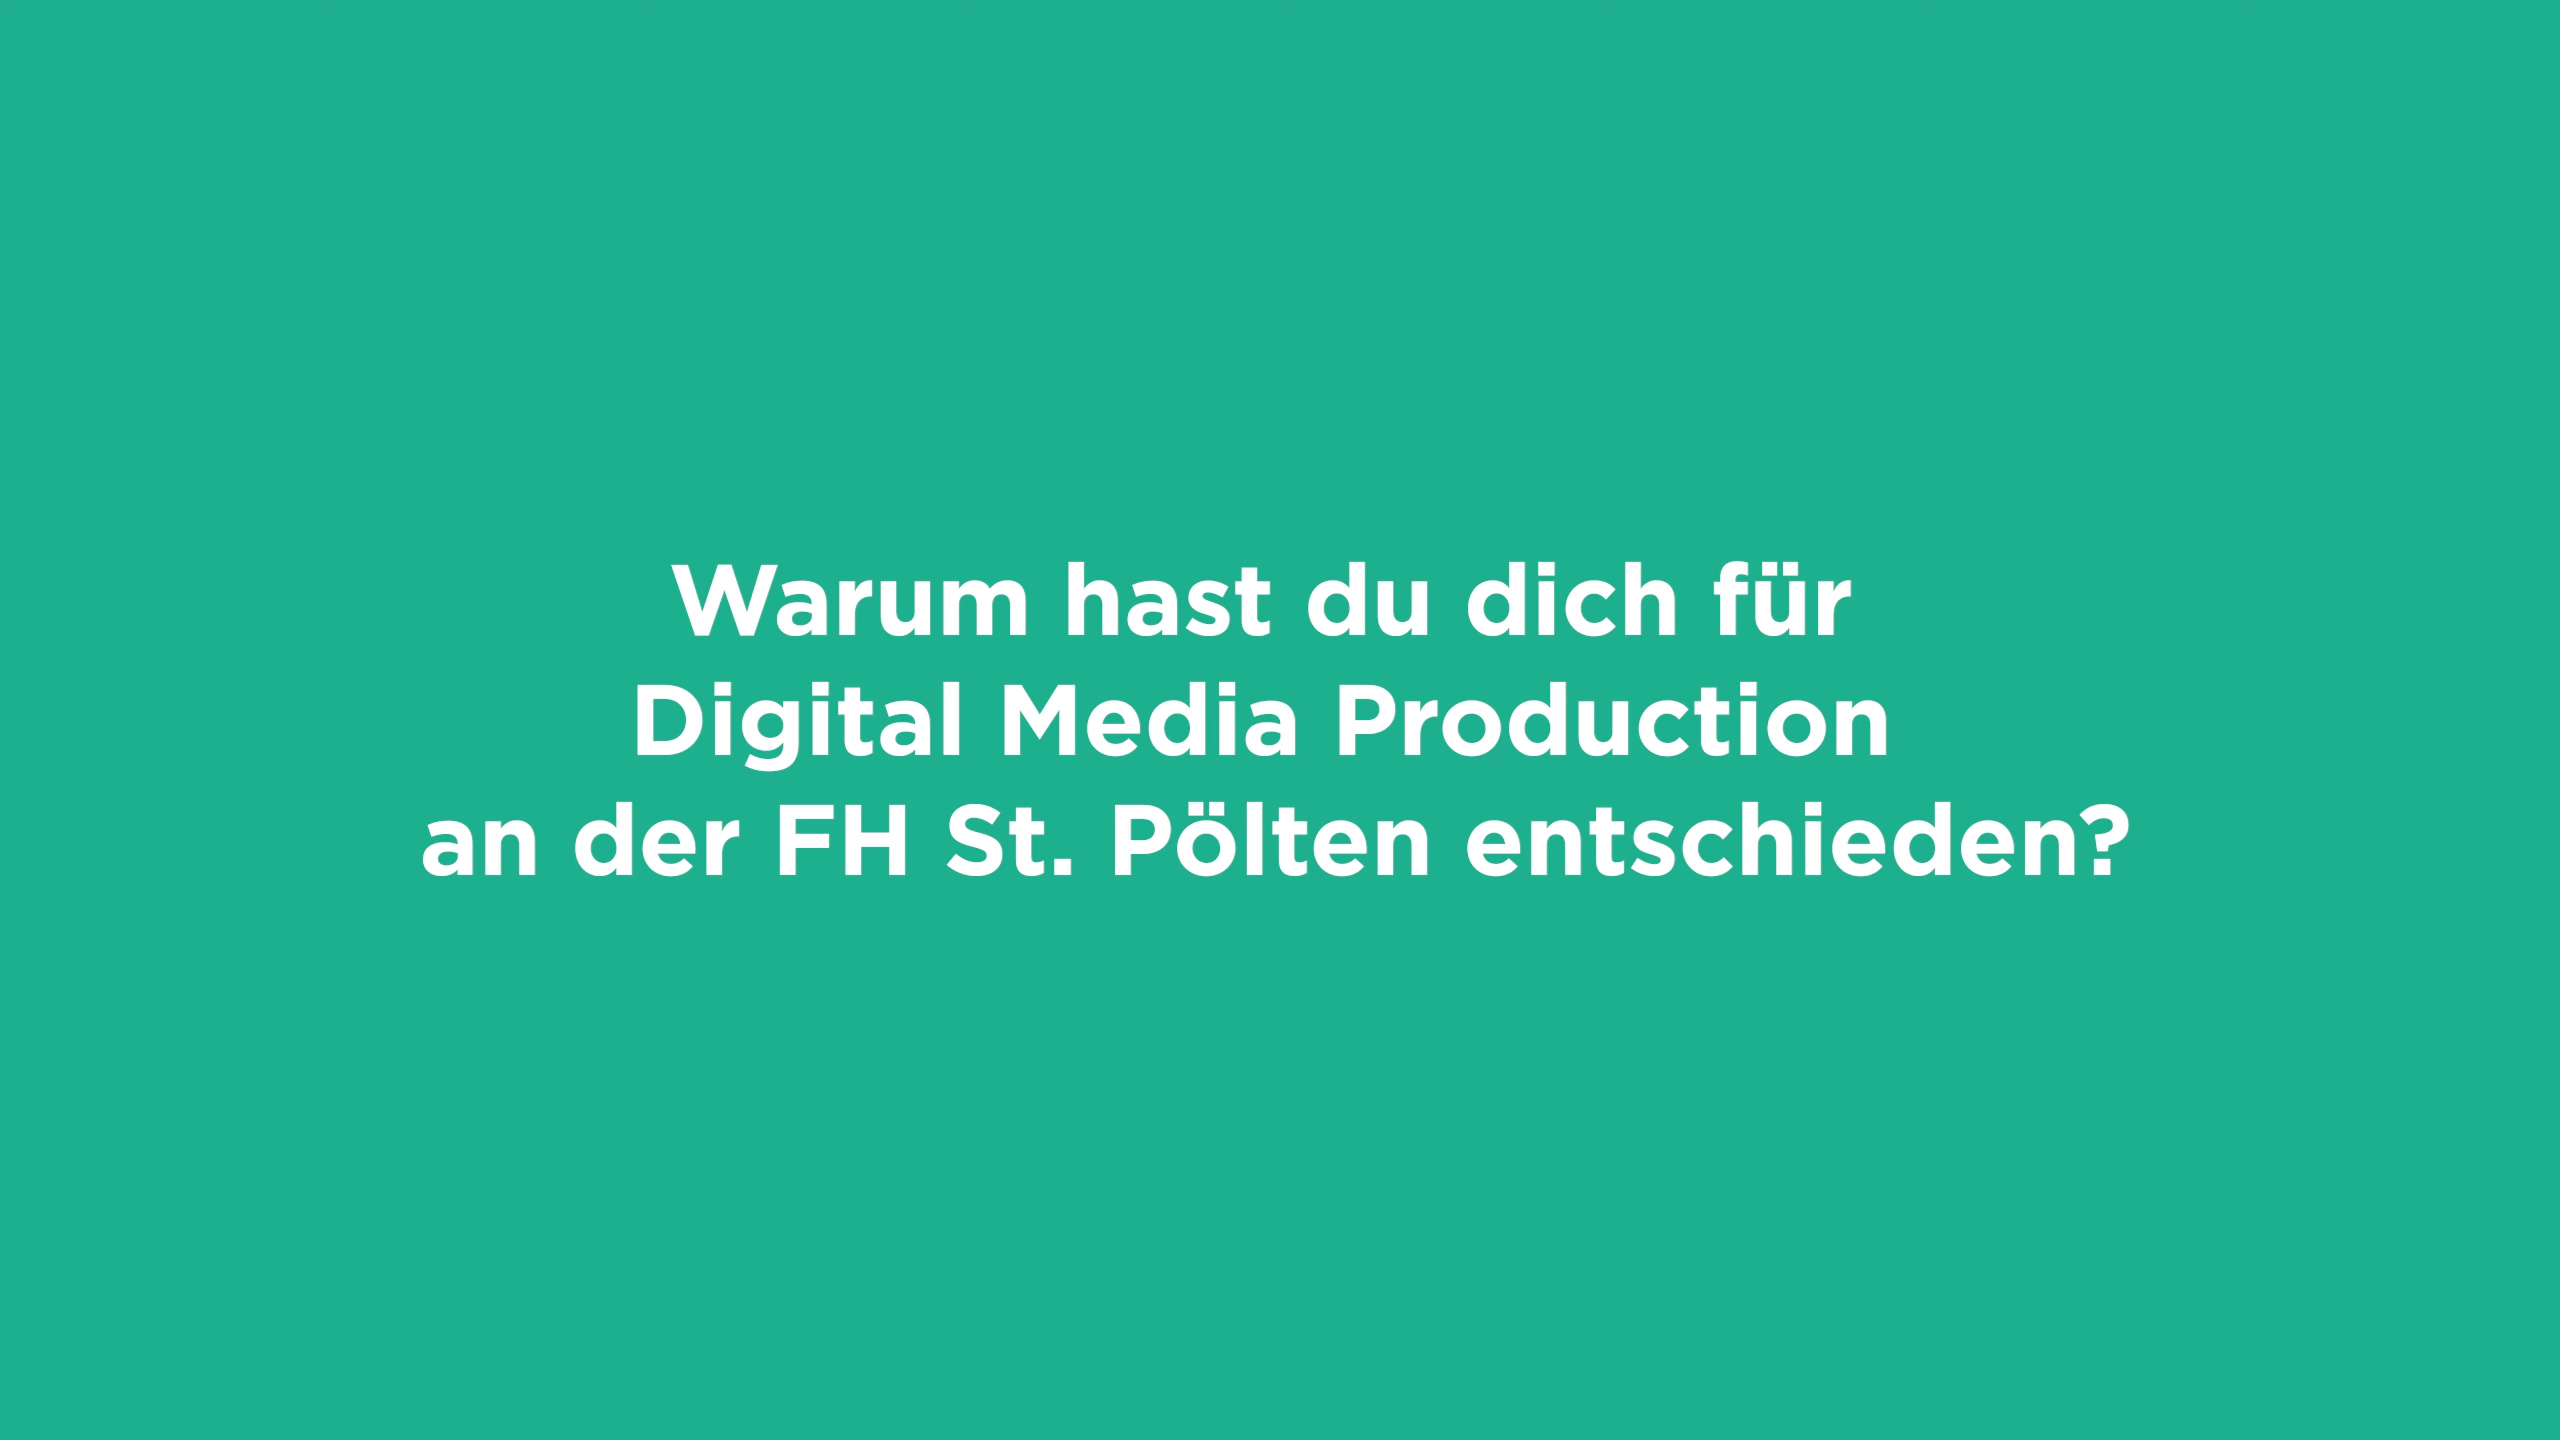 Warum hast du dich für
Digital Media Production
an der FH St. Pölten entschieden?